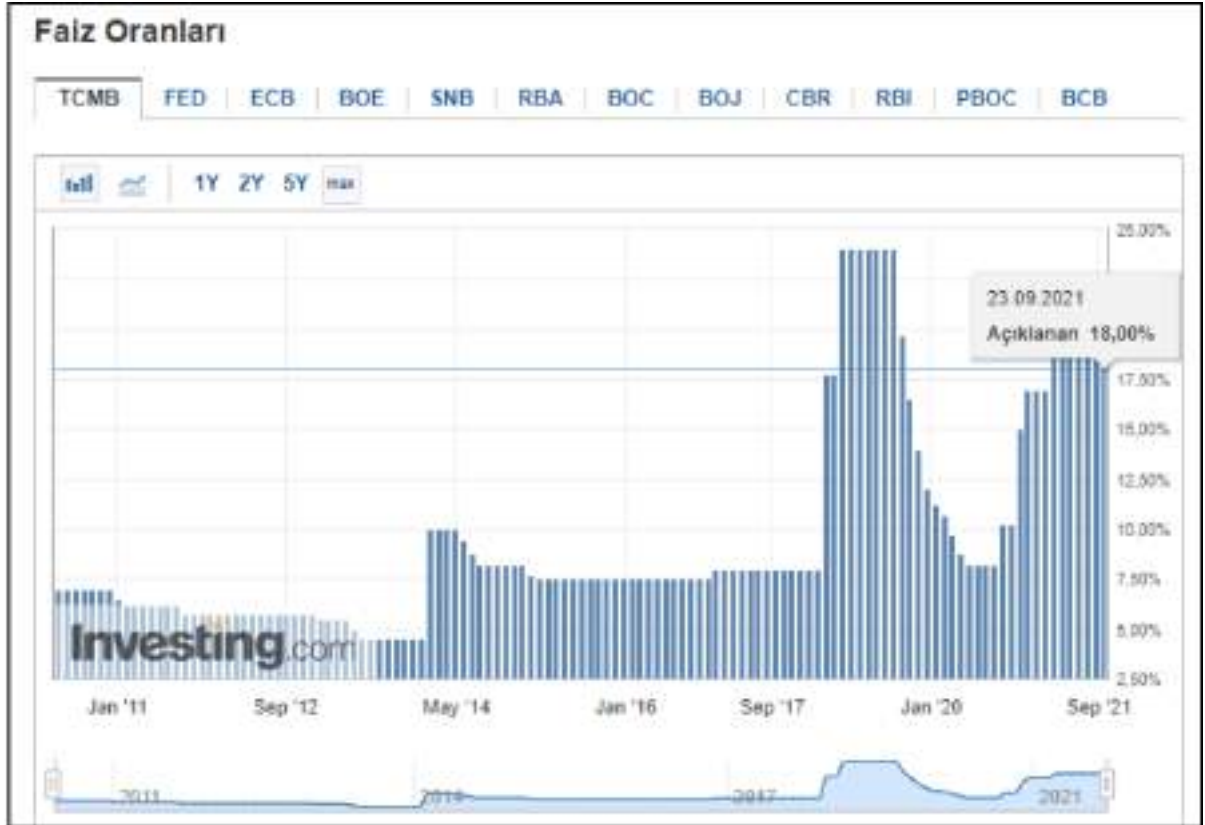 Faiz Oranları
TCMB FED ECB BOE SNB RBA BOC BOJ CBR RBI PBOC BCB
1Y 2Y 5Y max
25,00%
23.09.2021
Açıklanan 18,00%
17,50%
15,00%
12,50%
10,00%
7,50%
5,00%
2,50%
Investing.com
Jan '11 Sep '12 May '14 Jan '16 Sep '17 Jan '20 Sep '21
2011 2014 2017 2021